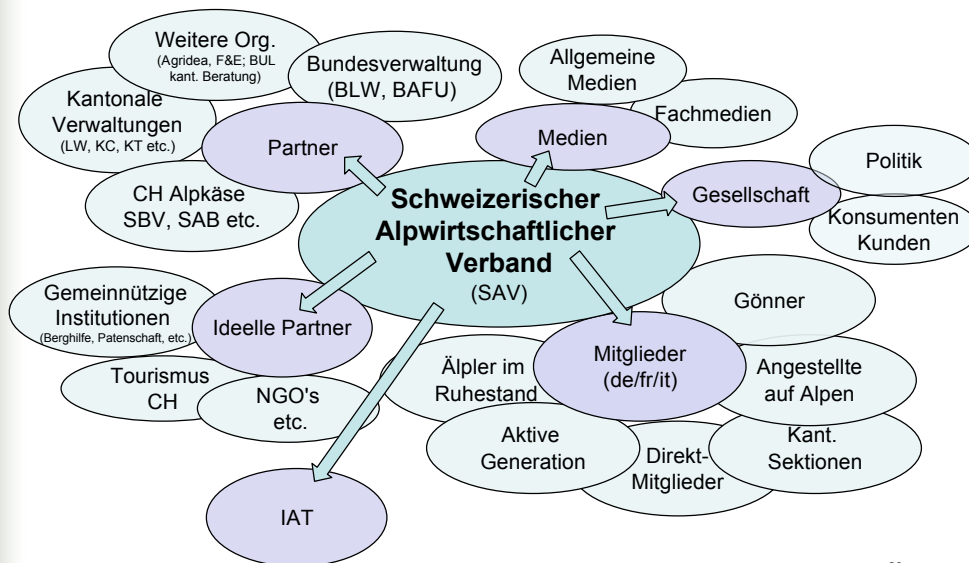 Weitere Org.
(Agridea, F&E; BUL
kant. Beratung)
Bundesverwaltung
(BLW, BAFU)
Kantonale
Verwaltungen
(LW, KC, KT etc.)
Partner
CH Alpkäse
SBV, SAB etc.
Allgemeine
Medien
Fachmedien
Medien
Politik
Gesellschaft
Konsumenten
Kunden
Schweizerischer
Alpwirtschaftlicher
Verband
(SAV)
Gemeinnützige
Institutionen
(Berghilfe, Patenschaft, etc.)
Ideelle Partner
Tourismus
CH
NGO's
etc.
Gönner
Mitglieder
(de/fr/it)
Älpler im
Ruhestand
Angestellte
auf Alpen
Aktive
Generation
Direkt-
Mitglieder
Kant.
Sektionen
IAT